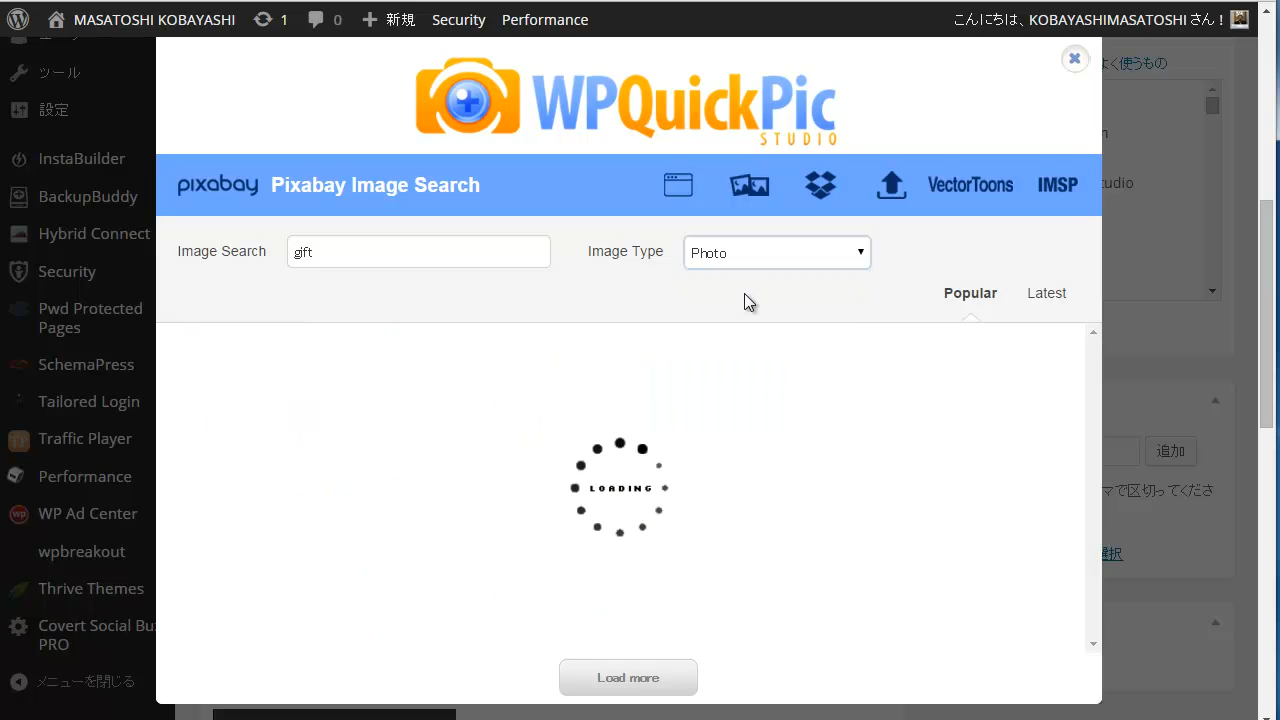 MASATOSHI KOBAYASHI 1 0 新規 Security Performance こんにちは、KOBAYASHIMASATOSHI さん！
ツール
設定
InstaBuilder
BackupBuddy
Hybrid Connect
Security
Pwd Protected
Pages
SchemaPress
Tailored Login
Traffic Player
Performance
WP Ad Center
wpbreakout
Thrive Themes
Covert Social Bu
PRO
メニューを閉じる
WPQuickPic
STUDIO
pixabay Pixabay Image Search VectorToons IMSP
Image Search gift Image Type Photo
Popular Latest
LOADING
Load more
よく使うもの
tudio
追加
マで区切ってくださ
選択